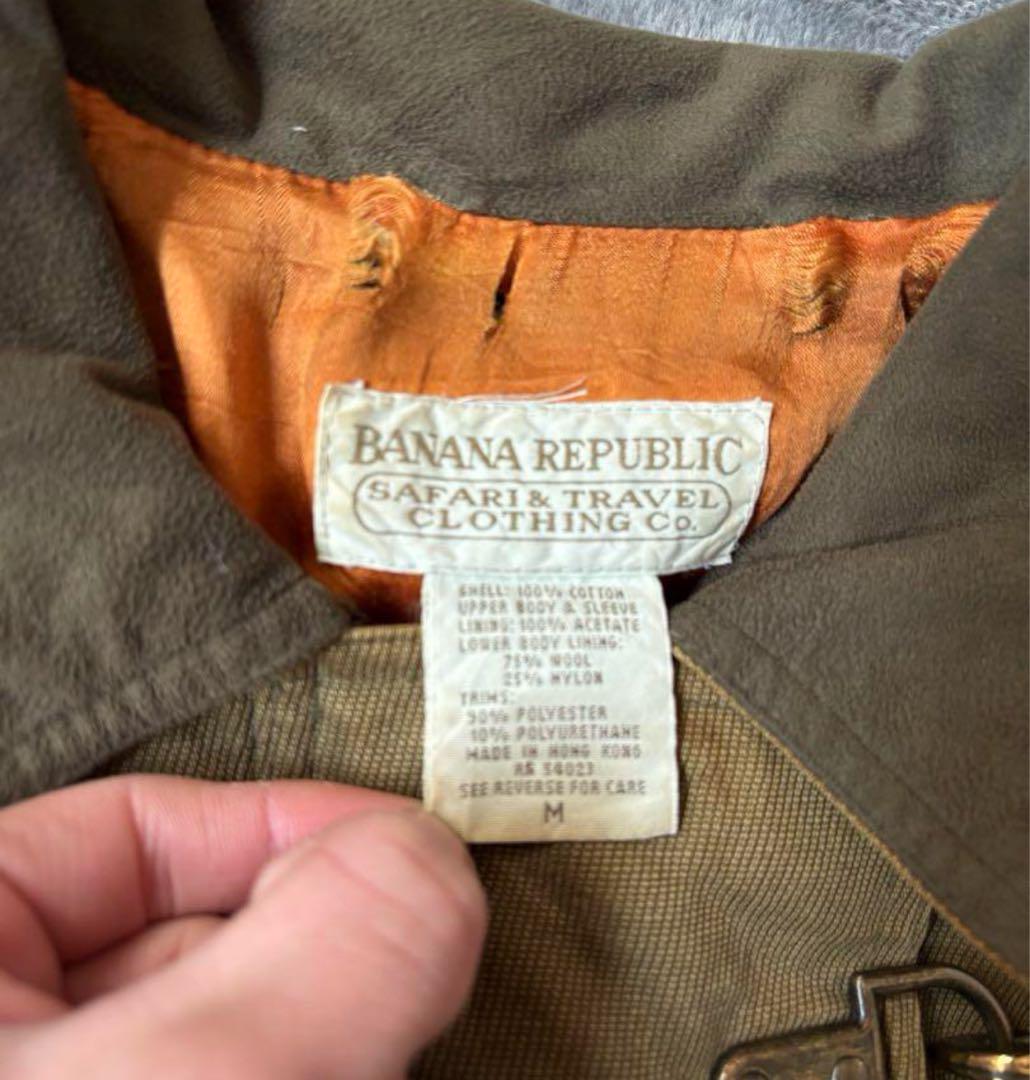 BANANA REPUBLIC
SAFARI & TRAVEL
CLOTHING CO.
SHELL: 100% COTTON
UPPER BODY & SLEEVE
LINING: 100% ACETATE
LOWER BODY LINING:
75% WOOL
25% NYLON
TRIMS:
90% POLYESTER
10% POLYURETHANE
MADE IN HONG KONG
54023
SEE REVERSE FOR CARE
M